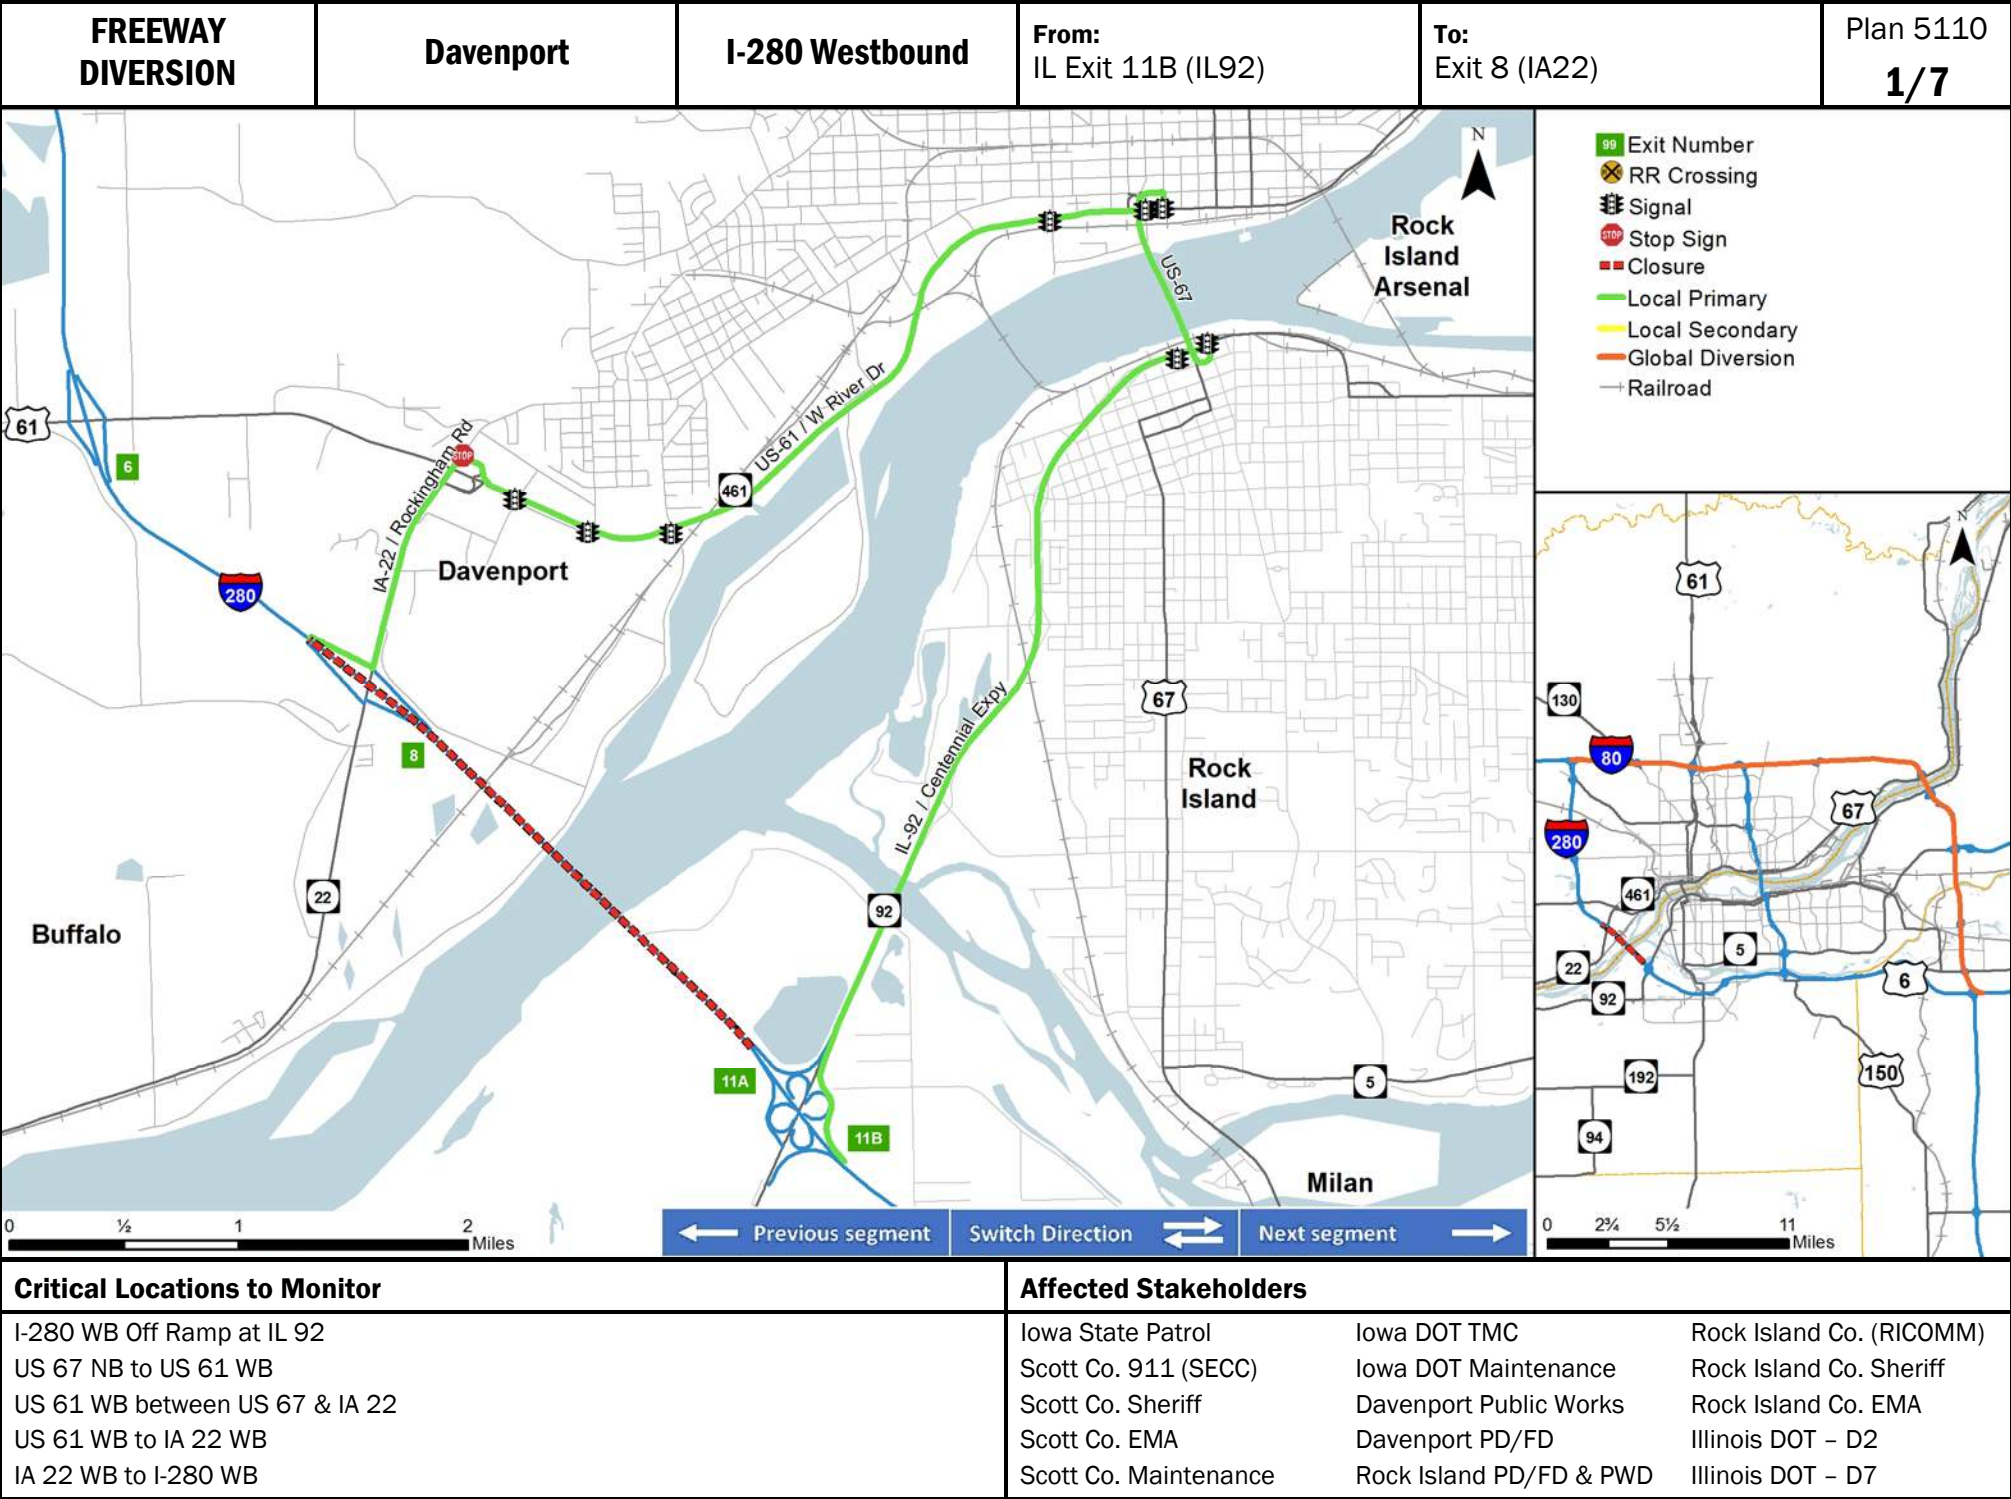 FREEWAY
DIVERSION
Davenport
I-280 Westbound
From:
IL Exit 11B (IL92)
To:
Exit 8 (IA22)
Plan 5110
1/7
N
Rock
Island
Arsenal
US-67
US-61 / W River Dr
61
6
STOP
IA-22 / Rockingham Rd
461
280
Davenport
8
67
Rock
Island
IL-92 / Centennial Expy
22
92
Buffalo
11A
11B
5
Milan
0 ½ 1 2
Miles
Previous segment
Switch Direction
Next segment
99 Exit Number
RR Crossing
Signal
STOP Stop Sign
Closure
Local Primary
Local Secondary
Global Diversion
Railroad
N
61
130
80
67
280
461
5
22
6
92
192
150
94
0 2¾ 5½ 11
Miles
Critical Locations to Monitor
I-280 WB Off Ramp at IL 92
US 67 NB to US 61 WB
US 61 WB between US 67 & IA 22
US 61 WB to IA 22 WB
IA 22 WB to I-280 WB
Affected Stakeholders
Iowa State Patrol
Scott Co. 911 (SECC)
Scott Co. Sheriff
Scott Co. EMA
Scott Co. Maintenance
Iowa DOT TMC
Iowa DOT Maintenance
Davenport Public Works
Davenport PD/FD
Rock Island PD/FD & PWD
Rock Island Co. (RICOMM)
Rock Island Co. Sheriff
Rock Island Co. EMA
Illinois DOT – D2
Illinois DOT – D7